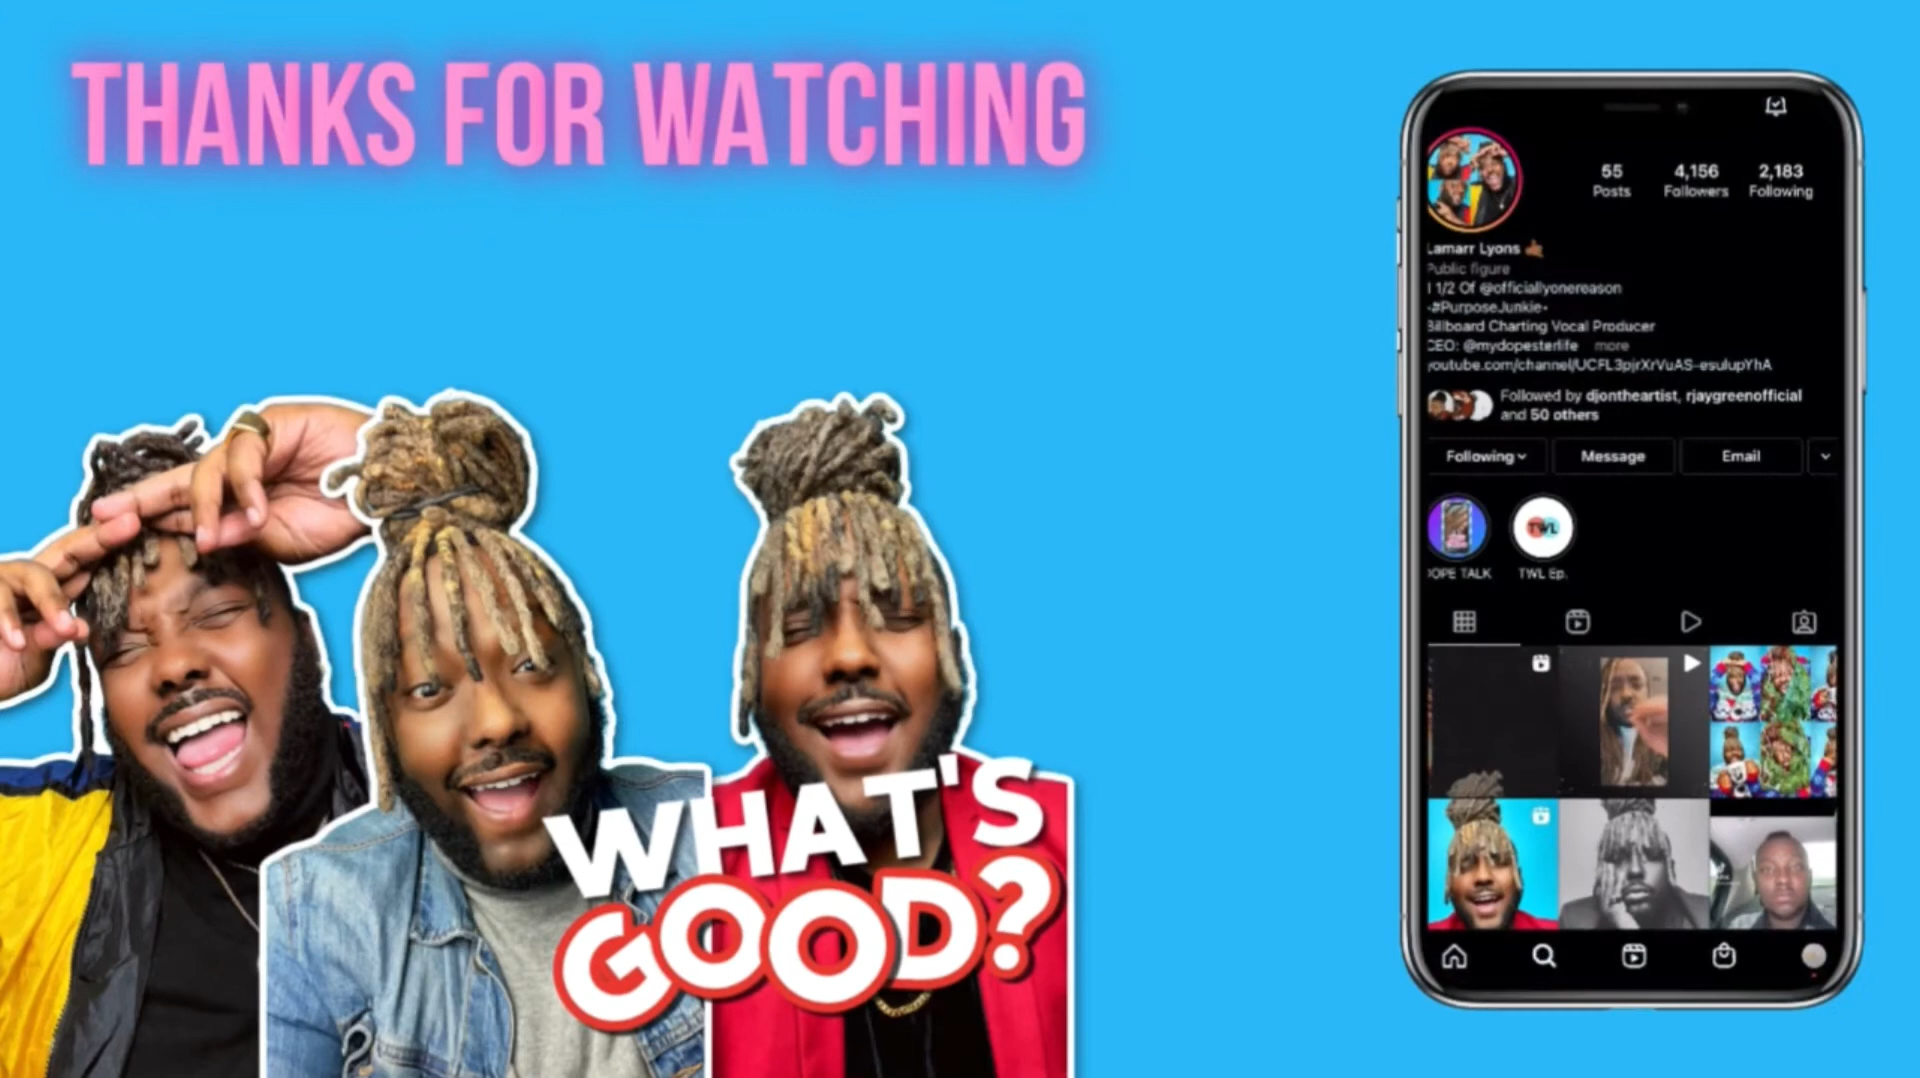 THANKS FOR WATCHING
WHAT'S
GOOD?
55 4,156 2,183
Posts Followers Following
Lamarr Lyons
Public figure
1/2 Of @officiallyonereason
-#PurposeJunkie-
Billboard Charting Vocal Producer
CEO: @mydopesterlife more
youtube.com/channel/UCFL3pjrXrVuAS-esulupYhA
Followed by djontheartist, rjaygreenofficial
and 50 others
Following Message Email
DOPE TALK TWL Ep.
TWL